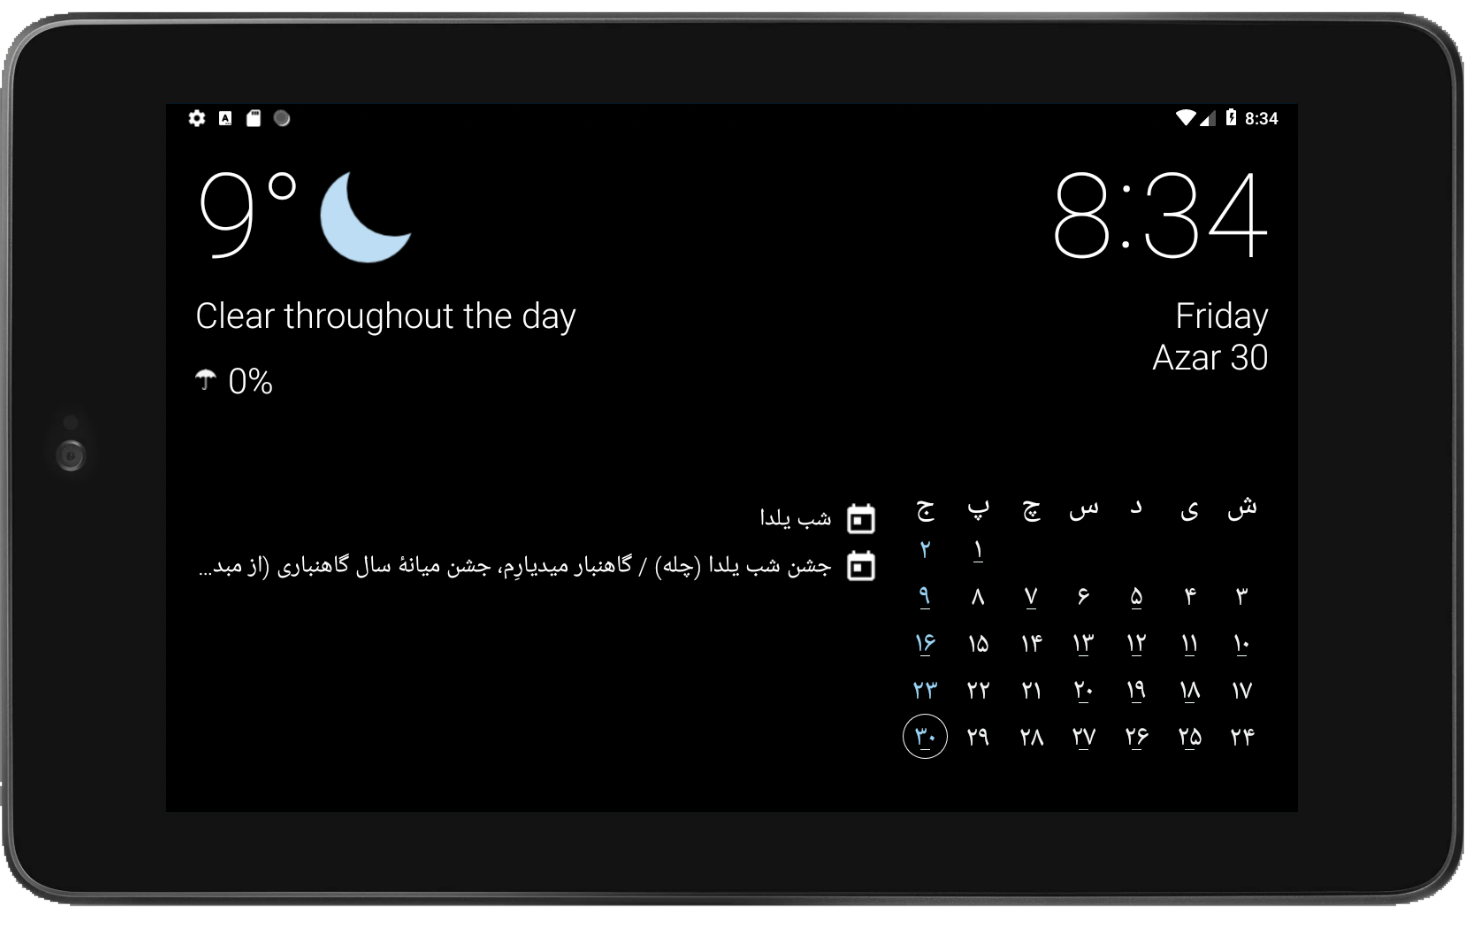 8:34
9°
8:34
Clear throughout the day
Friday
Azar 30
0%
شب یلدا
جشن شب یلدا (چله) / گاهنبار میدیارِم، جشن میانهٔ سال گاهنباری (از مبد...
ش ی د س چ پ ج
۱ ۲
۳ ۴ ۵ ۶ ۷ ۸ ۹
۱۰ ۱۱ ۱۲ ۱۳ ۱۴ ۱۵ ۱۶
۱۷ ۱۸ ۱۹ ۲۰ ۲۱ ۲۲ ۲۳
۲۴ ۲۵ ۲۶ ۲۷ ۲۸ ۲۹ ۳۰